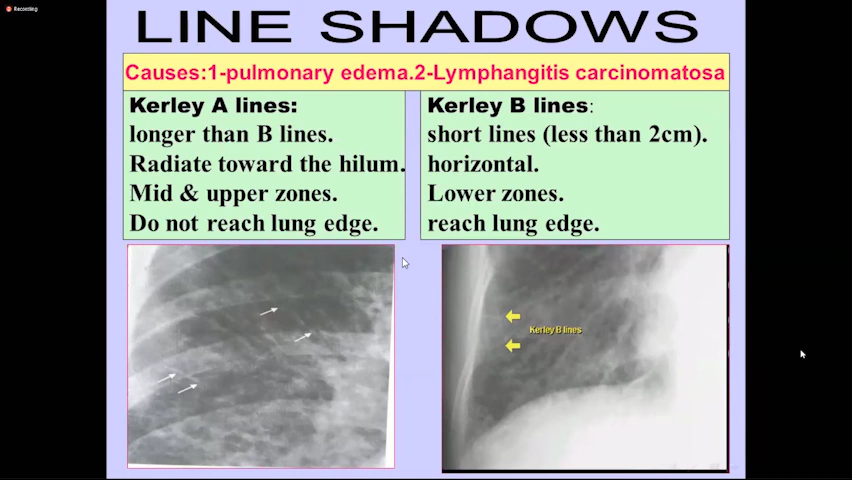 Recording
LINE SHADOWS
Causes:1-pulmonary edema.2-Lymphangitis carcinomatosa
Kerley A lines:
longer than B lines.
Radiate toward the hilum.
Mid & upper zones.
Do not reach lung edge.
Kerley B lines:
short lines (less than 2cm).
horizontal.
Lower zones.
reach lung edge.
Kerley B lines